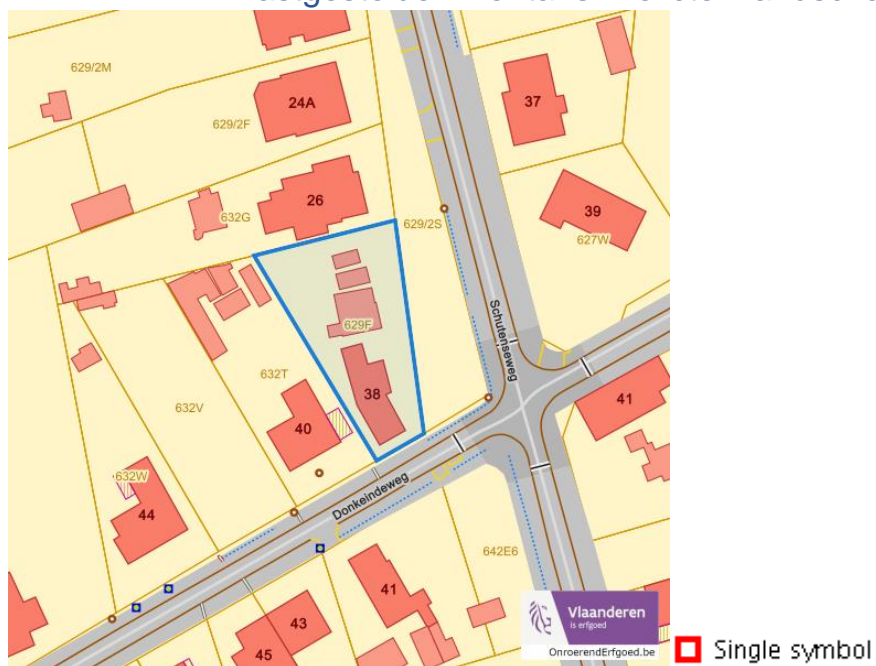 629/2M
24A
37
629/2F
26
39
632G
629/2S
627W
Schutenseweg
629F
632T
38
41
632V
40
632W
44
Donkeindeweg
642E6
41
43
45
Vlaanderen
is erfgoed
OnroerendErfgoed.be
Single symbol